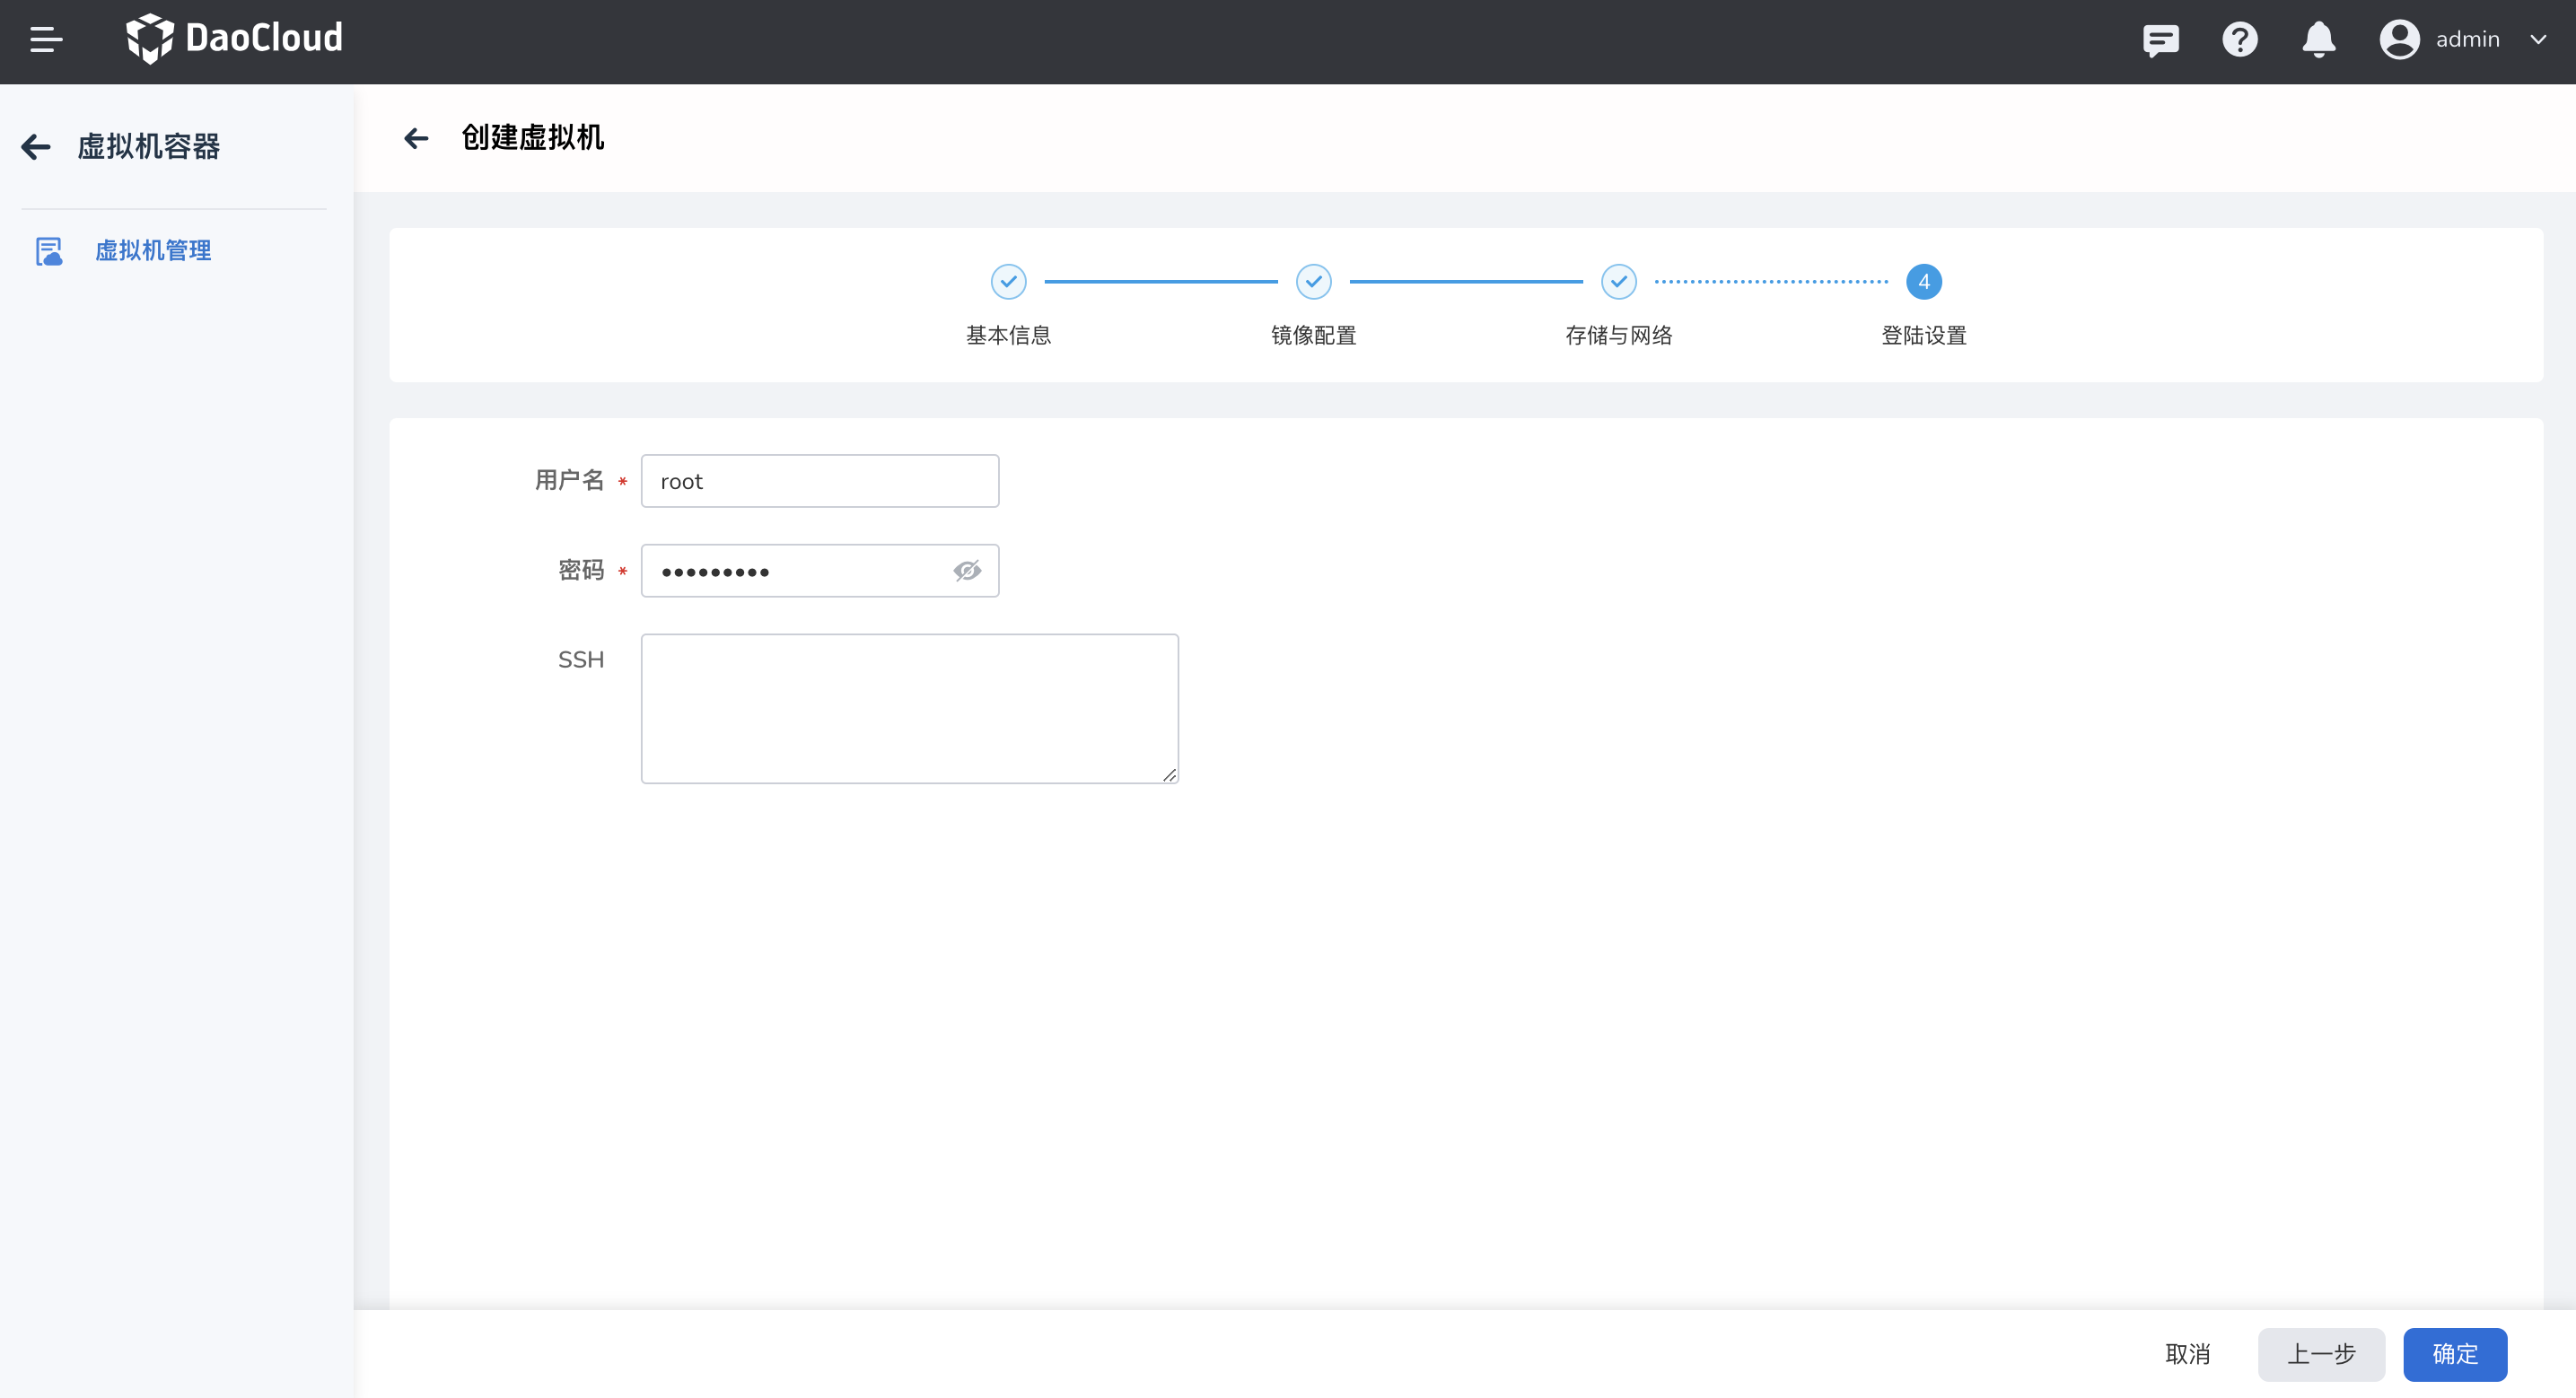 DaoCloud
admin
虚拟机容器
虚拟机管理
创建虚拟机
基本信息
镜像配置
存储与网络
4
登陆设置
用户名 *
root
密码 *
•••••••••
SSH
取消
上一步
确定